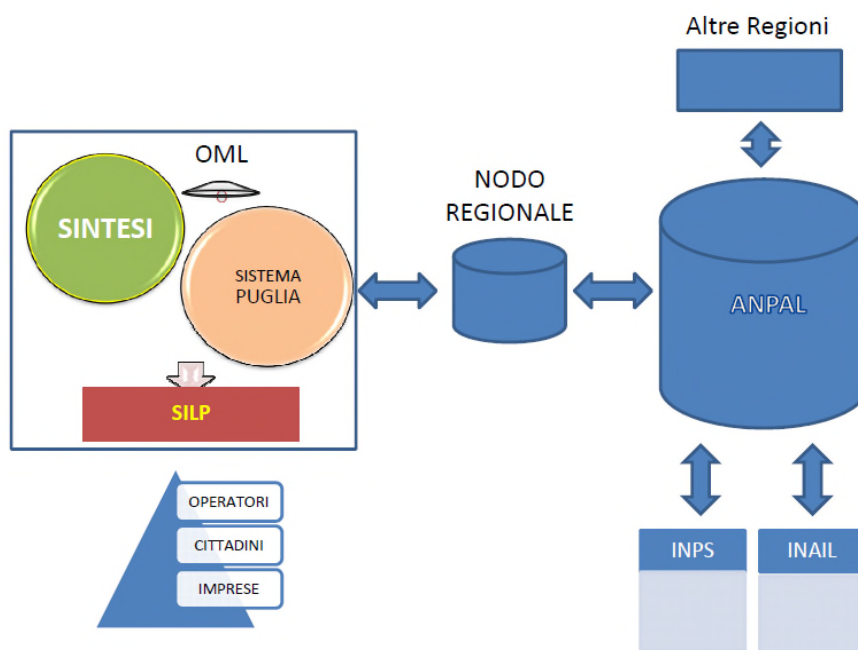 Altre Regioni
OML
SINTESI
SISTEMA
PUGLIA
SILP
NODO
REGIONALE
ANPAL
OPERATORI
CITTADINI
IMPRESE
INPS
INAIL